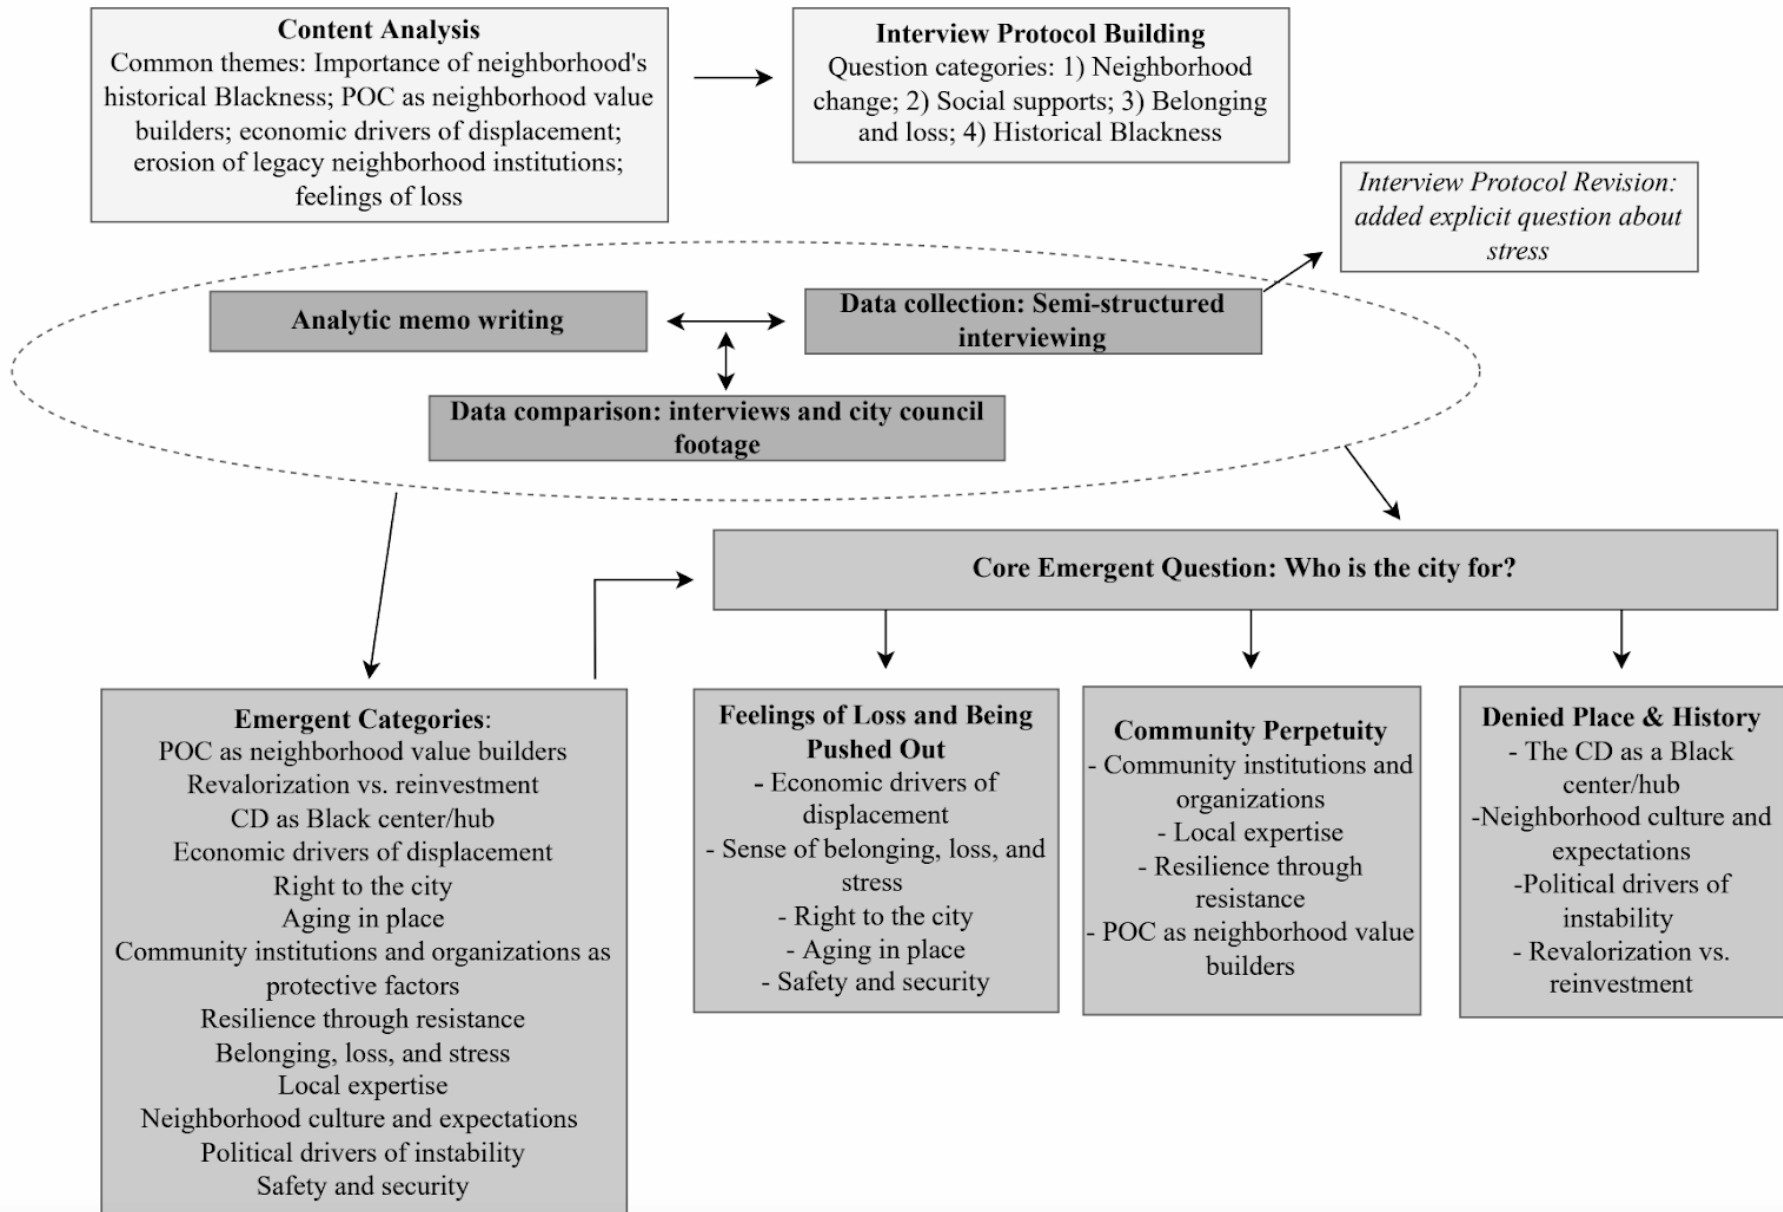 Content Analysis
Common themes: Importance of neighborhood's
historical Blackness; POC as neighborhood value
builders; economic drivers of displacement;
erosion of legacy neighborhood institutions;
feelings of loss
Interview Protocol Building
Question categories: 1) Neighborhood
change; 2) Social supports; 3) Belonging
and loss; 4) Historical Blackness
Interview Protocol Revision:
added explicit question about
stress
Analytic memo writing
Data collection: Semi-structured
interviewing
Data comparison: interviews and city council
footage
Core Emergent Question: Who is the city for?
Emergent Categories:
POC as neighborhood value builders
Revalorization vs. reinvestment
CD as Black center/hub
Economic drivers of displacement
Right to the city
Aging in place
Community institutions and organizations as
protective factors
Resilience through resistance
Belonging, loss, and stress
Local expertise
Neighborhood culture and expectations
Political drivers of instability
Safety and security
Feelings of Loss and Being
Pushed Out
- Economic drivers of
displacement
- Sense of belonging, loss, and
stress
- Right to the city
- Aging in place
- Safety and security
Community Perpetuity
- Community institutions and
organizations
- Local expertise
- Resilience through
resistance
- POC as neighborhood value
builders
Denied Place & History
- The CD as a Black
center/hub
-Neighborhood culture and
expectations
-Political drivers of
instability
- Revalorization vs.
reinvestment